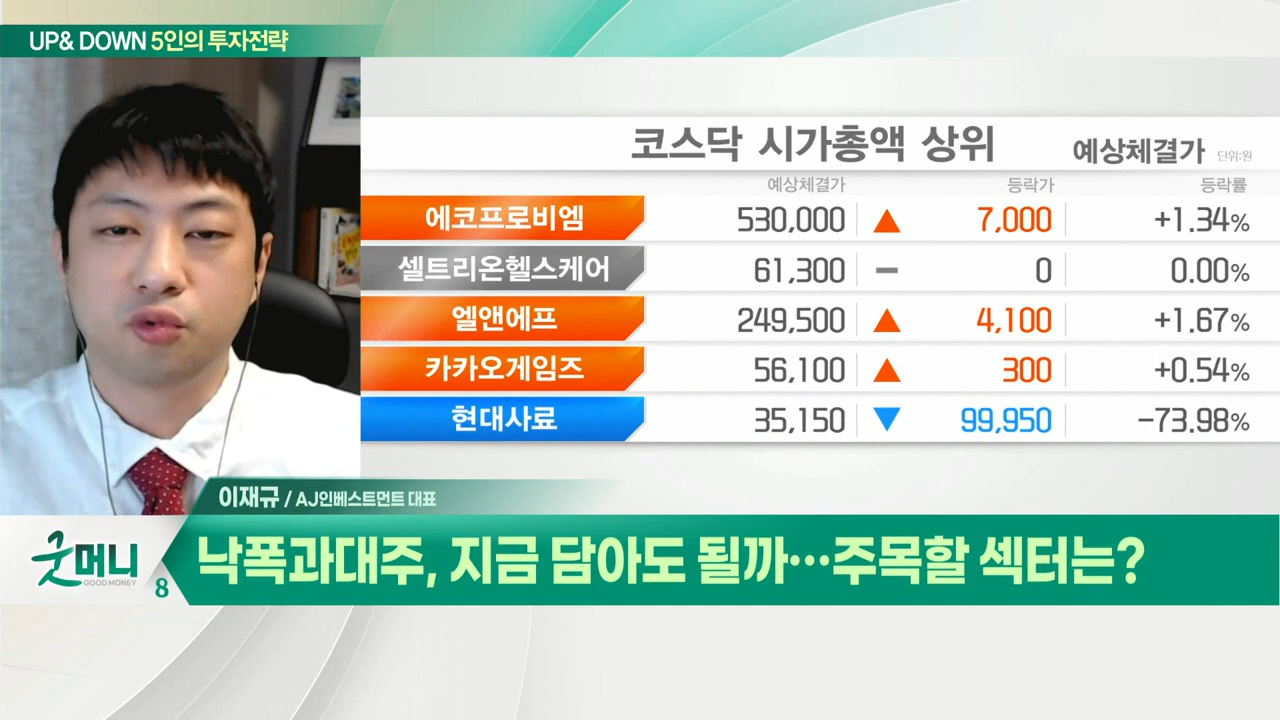 UP& DOWN 5인의 투자전략
코스닥 시가총액 상위 예상체결가 단위:원
예상체결가 등락가 등락률
에코프로비엠 530,000 ▲ 7,000 +1.34%
셀트리온헬스케어 61,300 － 0 0.00%
엘앤에프 249,500 ▲ 4,100 +1.67%
카카오게임즈 56,100 ▲ 300 +0.54%
현대사료 35,150 ▼ 99,950 -73.98%
이재규 / AJ인베스트먼트 대표
굿머니
GOOD MONEY
8
낙폭과대주, 지금 담아도 될까…주목할 섹터는?